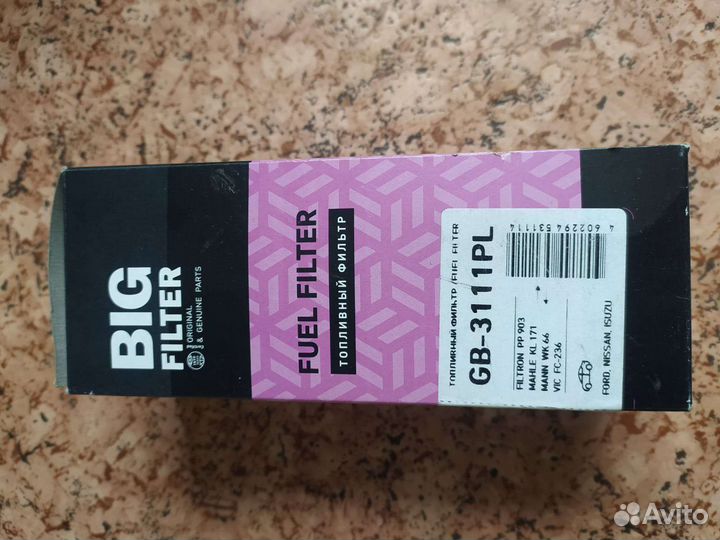 BIG
FILTER
ORIGINAL
& GENUINE PARTS
FUEL FILTER
ТОПЛИВНЫЙ ФИЛЬТР
ТОПЛИВНЫЙ ФИЛЬТР /FUEL FILTER
GB-3111PL
4 602294 531114
FILTRON PP 903
MAHLE KL 171
MANN WK 66
VIC FC-236
FORD, NISSAN, ISUZU
Avito